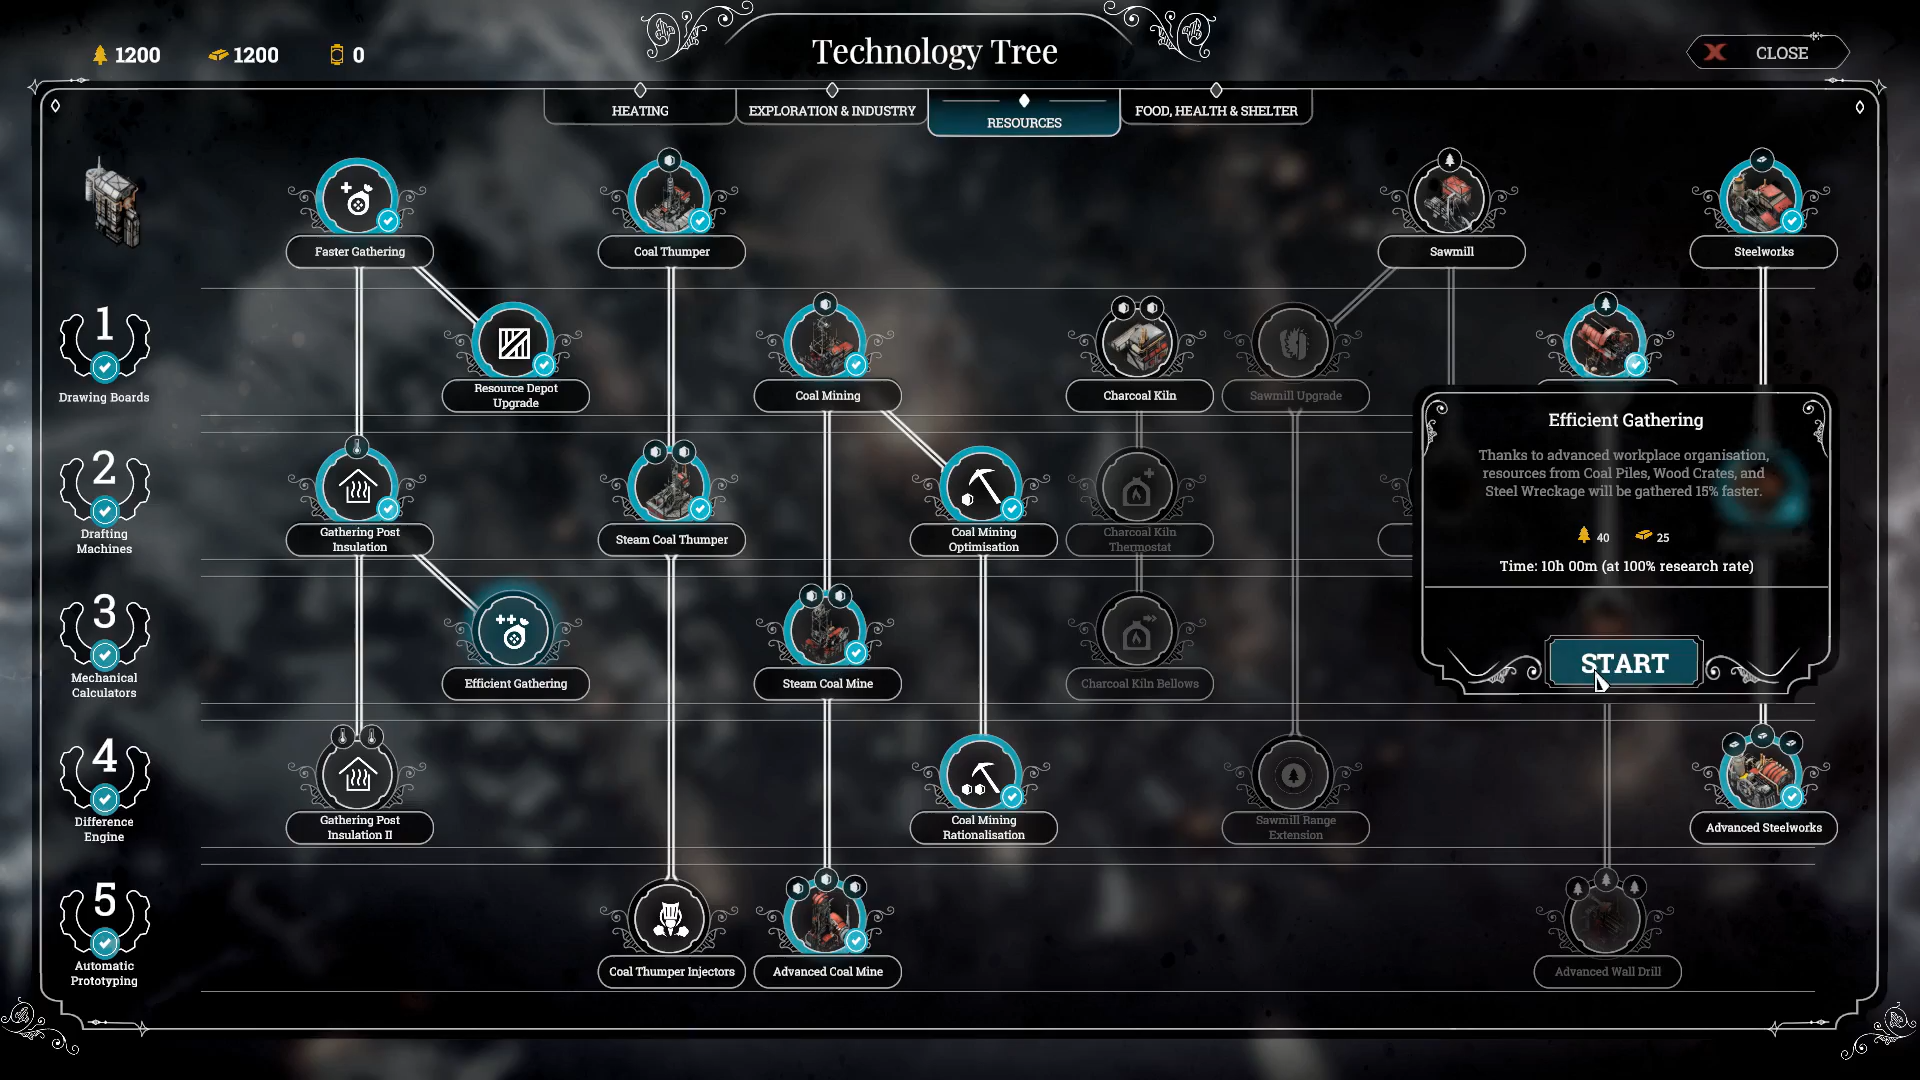 1200
1200
0
Technology Tree
CLOSE
HEATING
EXPLORATION & INDUSTRY
RESOURCES
FOOD, HEALTH & SHELTER
Faster Gathering
Coal Thumper
Sawmill
Steelworks
1
Drawing Boards
Resource Depot
Upgrade
Coal Mining
Charcoal Kiln
Sawmill Upgrade
2
Drafting
Machines
Gathering Post
Insulation
Steam Coal Thumper
Coal Mining
Optimisation
Charcoal Kiln
Thermostat
Efficient Gathering
Thanks to advanced workplace organisation,
resources from Coal Piles, Wood Crates, and
Steel Wreckage will be gathered 15% faster.
40
25
Time: 10h 00m (at 100% research rate)
START
3
Mechanical
Calculators
Efficient Gathering
Steam Coal Mine
Charcoal Kiln Bellows
4
Difference
Engine
Gathering Post
Insulation II
Coal Mining
Rationalisation
Sawmill Range
Extension
Advanced Steelworks
5
Automatic
Prototyping
Coal Thumper Injectors
Advanced Coal Mine
Advanced Wall Drill